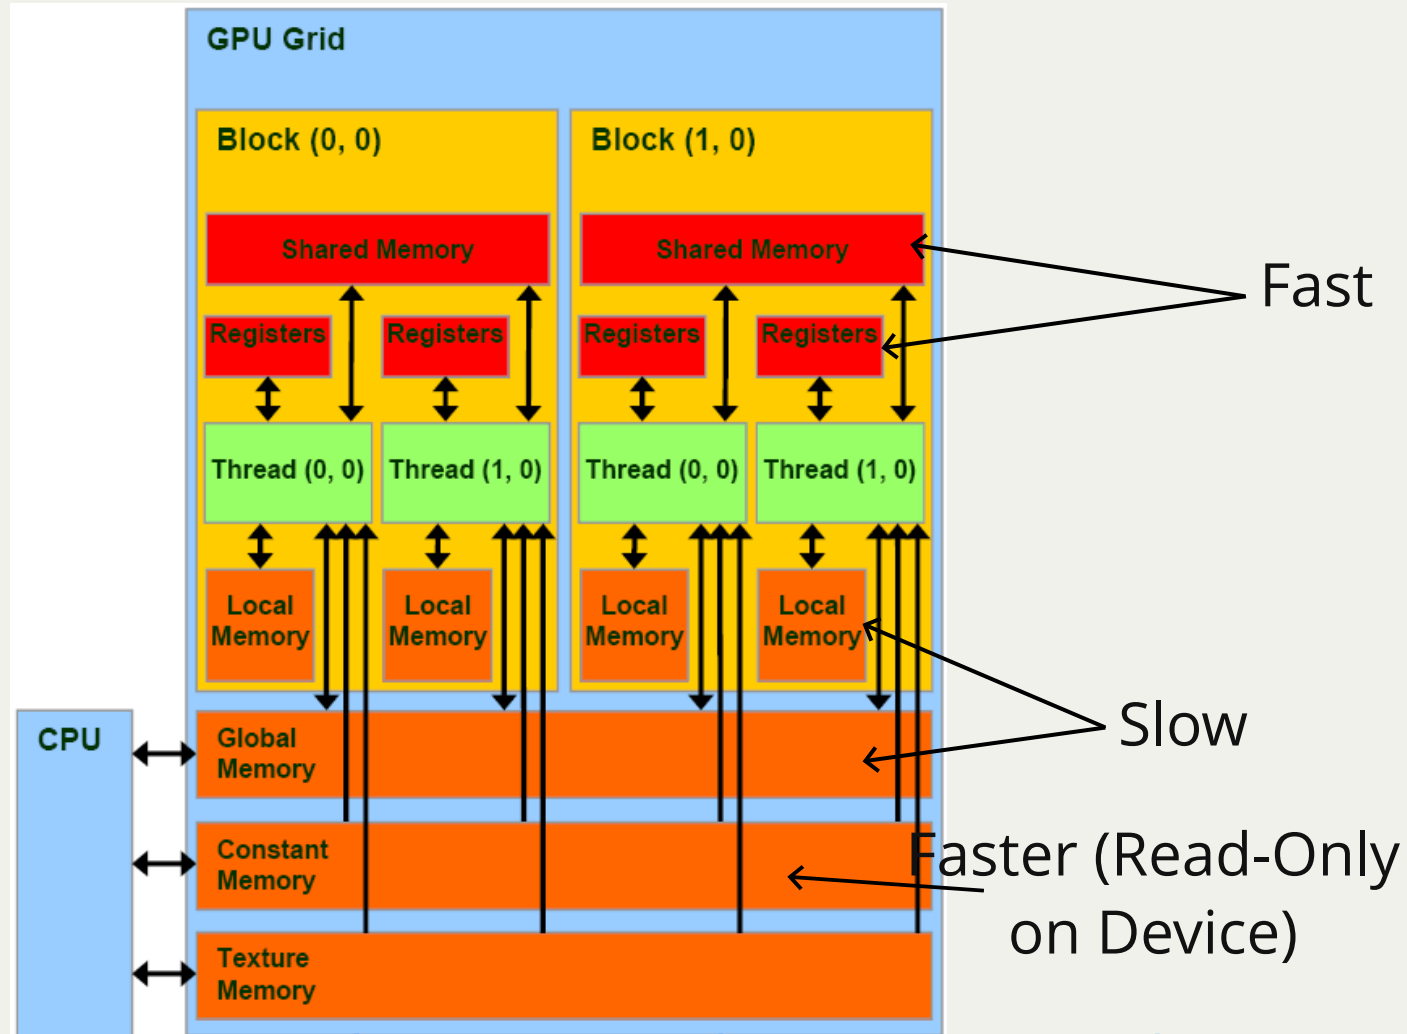 GPU Grid
Block (0, 0)
Block (1, 0)
Shared Memory
Shared Memory
Fast
Registers
Registers
Registers
Registers
Thread (0, 0)
Thread (1, 0)
Thread (0, 0)
Thread (1, 0)
Local
Memory
Local
Memory
Local
Memory
Local
Memory
Slow
CPU
Global
Memory
Constant
Memory
Faster (Read-Only
on Device)
Texture
Memory